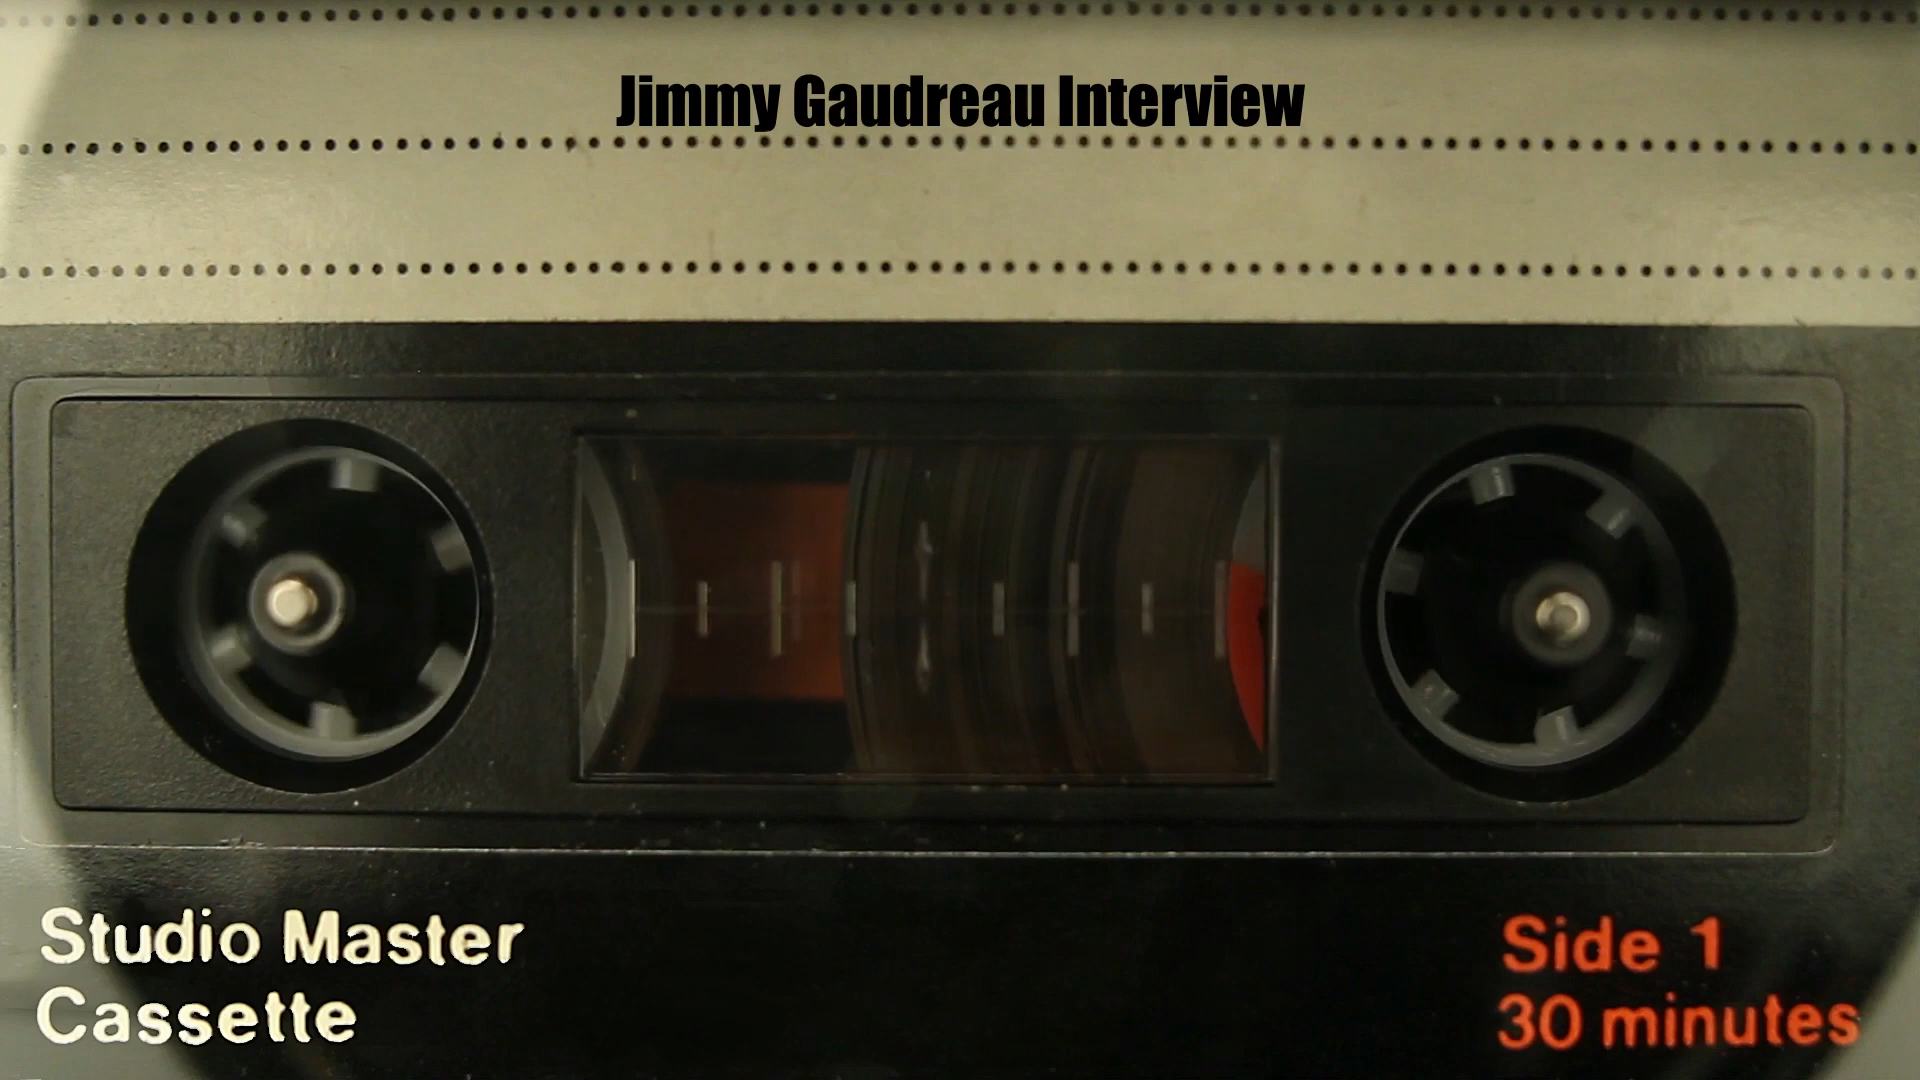 Jimmy Gaudreau Interview
Studio Master
Cassette
Side 1
30 minutes